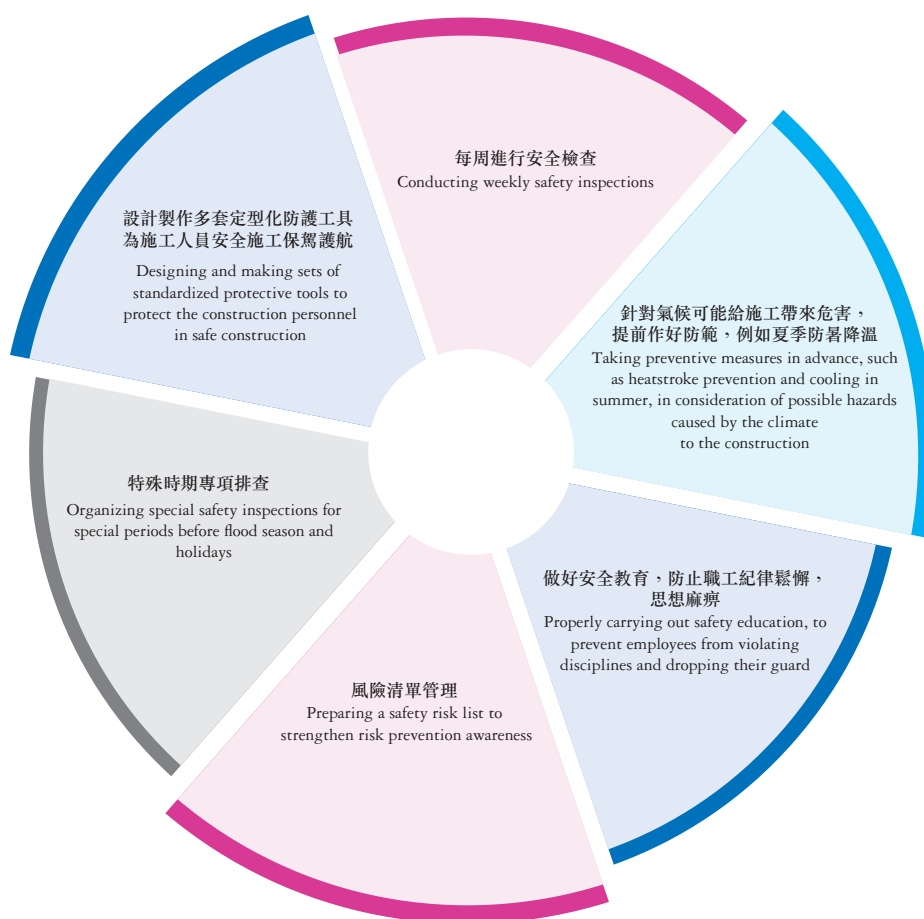 每周進行安全檢查
Conducting weekly safety inspections
針對氣候可能給施工帶來危害，
提前作好防範，例如夏季防暑降溫
Taking preventive measures in advance, such
as heatstroke prevention and cooling in
summer, in consideration of possible hazards
caused by the climate
to the construction
做好安全教育，防止職工紀律鬆懈，
思想麻痹
Properly carrying out safety education, to
prevent employees from violating
disciplines and dropping their guard
風險清單管理
Preparing a safety risk list to
strengthen risk prevention awareness
特殊時期專項排查
Organizing special safety inspections for
special periods before flood season and
holidays
設計製作多套定型化防護工具
為施工人員安全施工保駕護航
Designing and making sets of
standardized protective tools to
protect the construction personnel
in safe construction